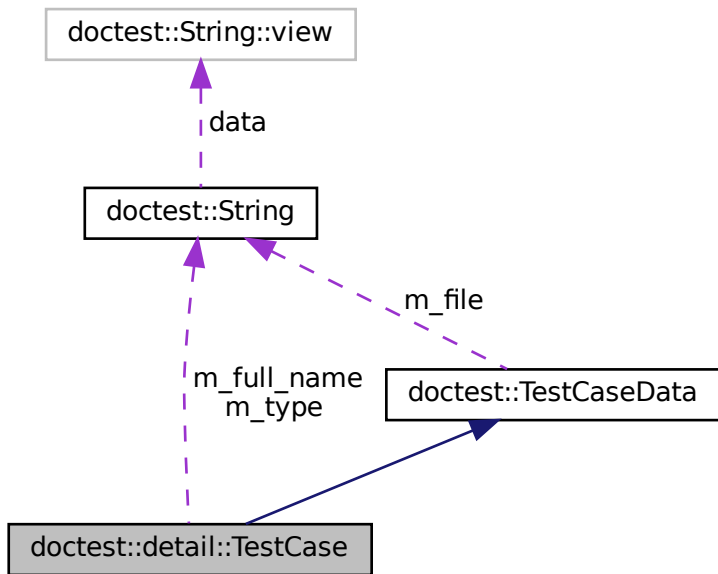 doctest::String::view
data
doctest::String
m_file
m_full_name
m_type
doctest::TestCaseData
doctest::detail::TestCase